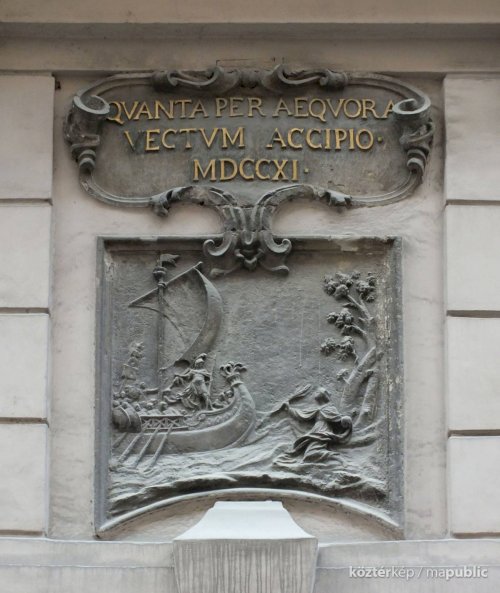 QVANTA PER AEQVORA
VECTVM ACCIPIO·
MDCCXI·
köztérkép / mapublic